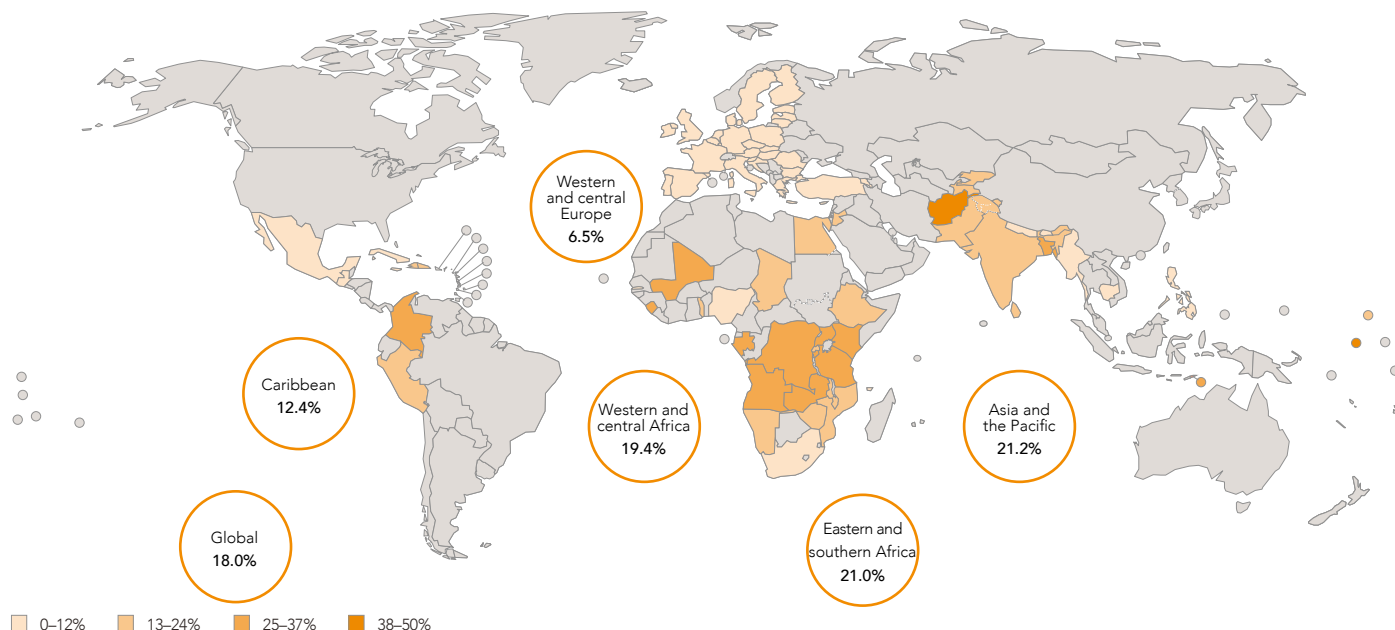 Western
and central
Europe
6.5%
Caribbean
12.4%
Western and
central Africa
19.4%
Asia and
the Pacific
21.2%
Global
18.0%
Eastern and
southern Africa
21.0%
0–12%
13–24%
25–37%
38–50%